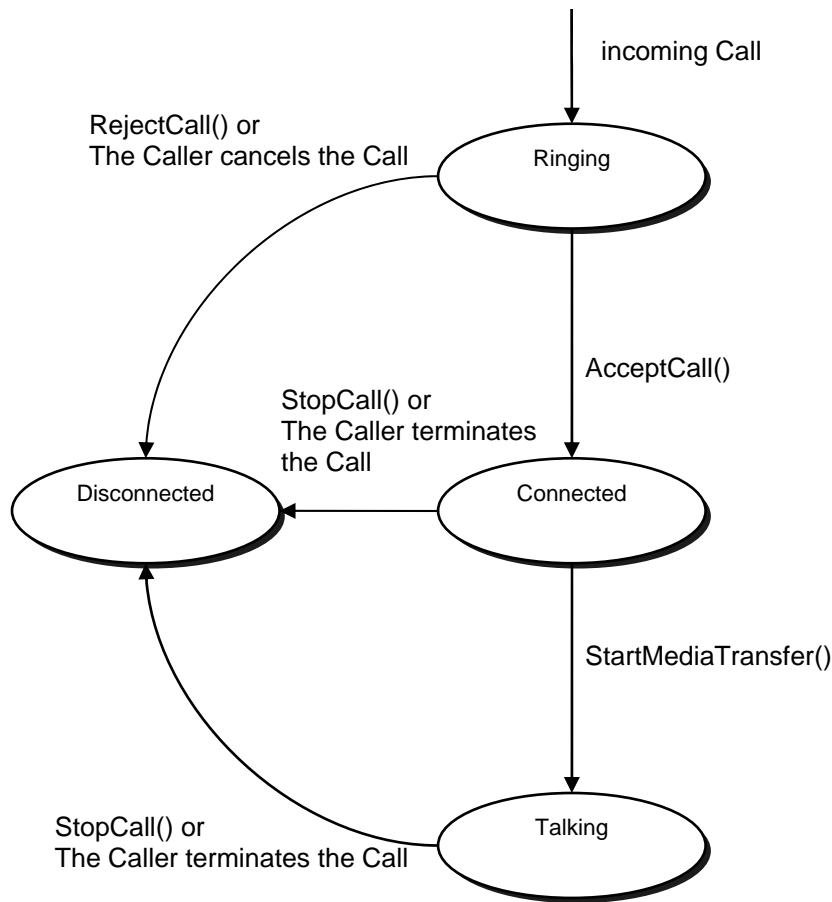 incoming Call
RejectCall() or
The Caller cancels the Call
Ringing
AcceptCall()
StopCall() or
The Caller terminates
the Call
Disconnected
Connected
StartMediaTransfer()
StopCall() or
The Caller terminates the Call
Talking